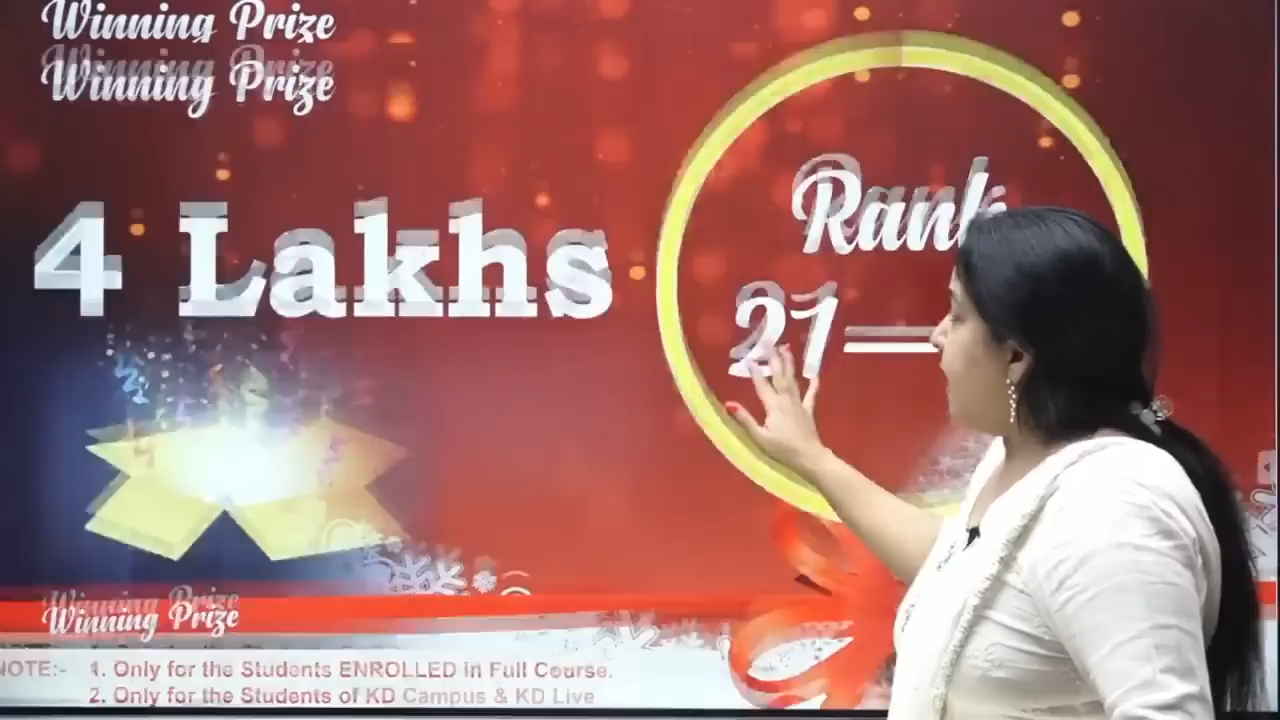 Winning Prize
Winning Prize
4 Lakhs
Rank
21
Winning Prize
NOTE:- 1. Only for the Students ENROLLED in Full Course.
2. Only for the Students of KD Campus & KD Live